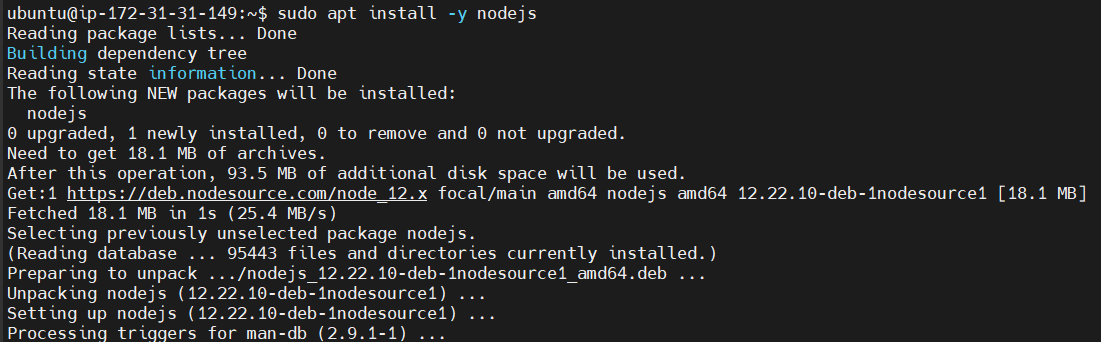 ubuntu@ip-172-31-31-149:~$ sudo apt install -y nodejs
Reading package lists... Done
Building dependency tree
Reading state information... Done
The following NEW packages will be installed:
  nodejs
0 upgraded, 1 newly installed, 0 to remove and 0 not upgraded.
Need to get 18.1 MB of archives.
After this operation, 93.5 MB of additional disk space will be used.
Get:1 https://deb.nodesource.com/node_12.x focal/main amd64 nodejs amd64 12.22.10-deb-1nodesource1 [18.1 MB]
Fetched 18.1 MB in 1s (25.4 MB/s)
Selecting previously unselected package nodejs.
(Reading database ... 95443 files and directories currently installed.)
Preparing to unpack .../nodejs_12.22.10-deb-1nodesource1_amd64.deb ...
Unpacking nodejs (12.22.10-deb-1nodesource1) ...
Setting up nodejs (12.22.10-deb-1nodesource1) ...
Processing triggers for man-db (2.9.1-1) ...